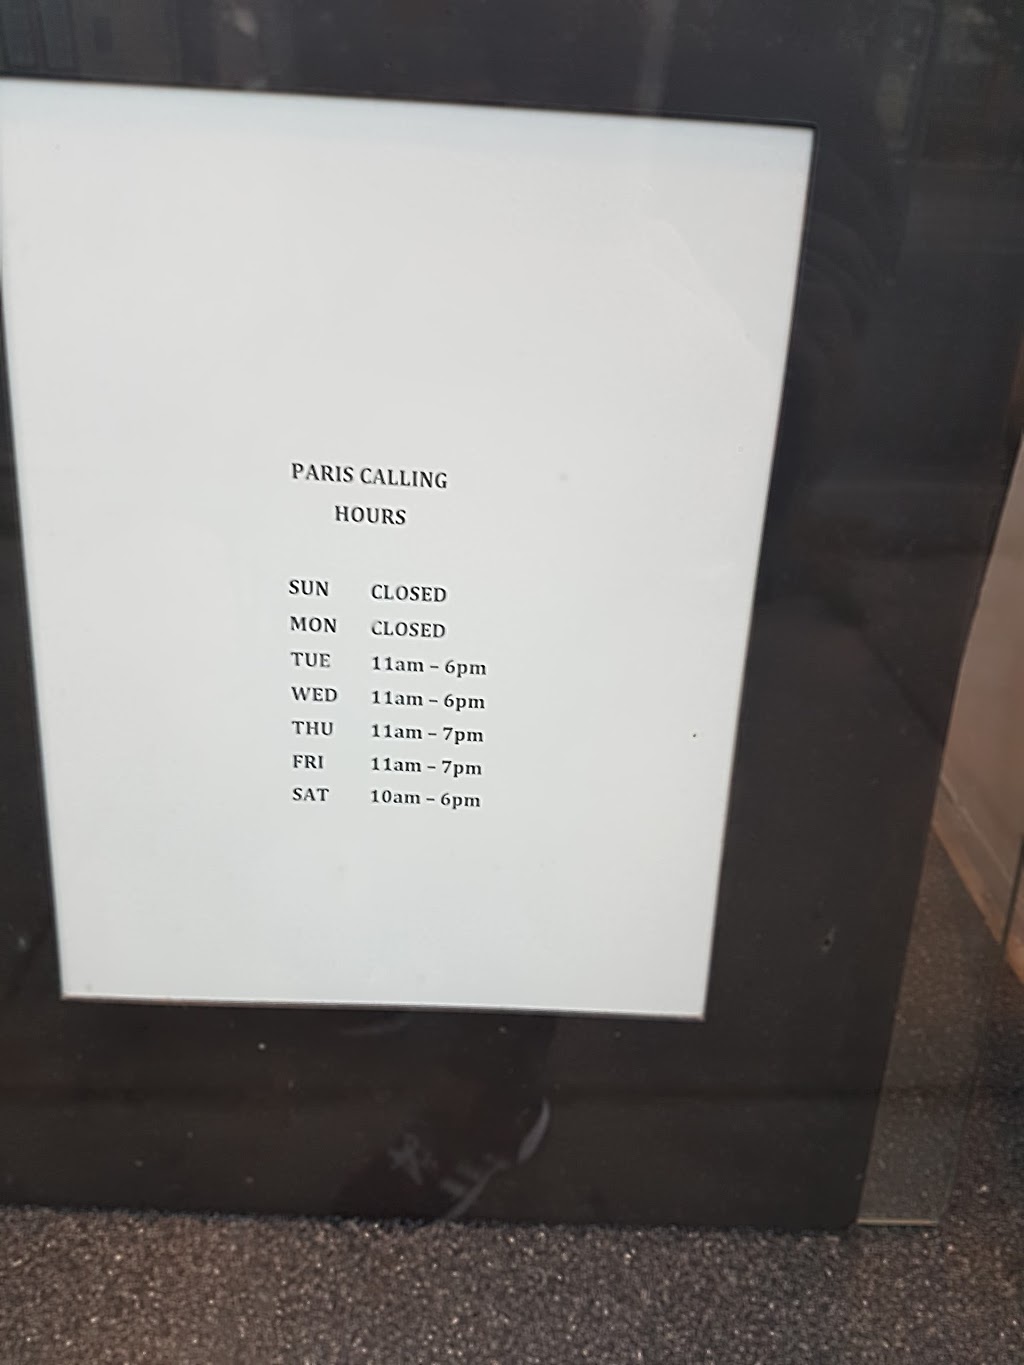 PARIS CALLING
HOURS
SUN CLOSED
MON CLOSED
TUE 11am – 6pm
WED 11am – 6pm
THU 11am – 7pm
FRI 11am – 7pm
SAT 10am – 6pm